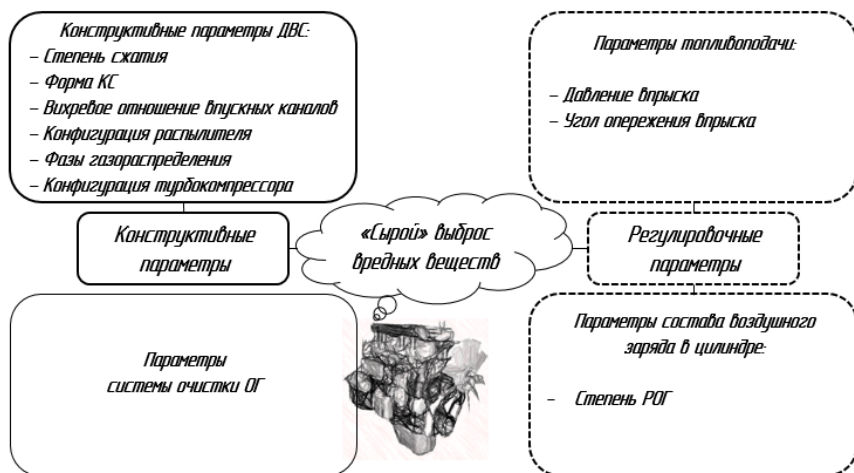 Конструктивные параметры ДВС:
– Степень сжатия
– Форма КС
– Вихревое отношение впускных каналов
– Конфигурация распылителя
– Фазы газораспределения
– Конфигурация турбокомпрессора
Параметры топливоподачи:
– Давление впрыска
– Угол опережения впрыска
Конструктивные
параметры
«Сырой» выброс
вредных веществ
Регулировочные
параметры
Параметры
системы очистки ОГ
Параметры состава воздушного
заряда в цилиндре:
- Степень РОГ